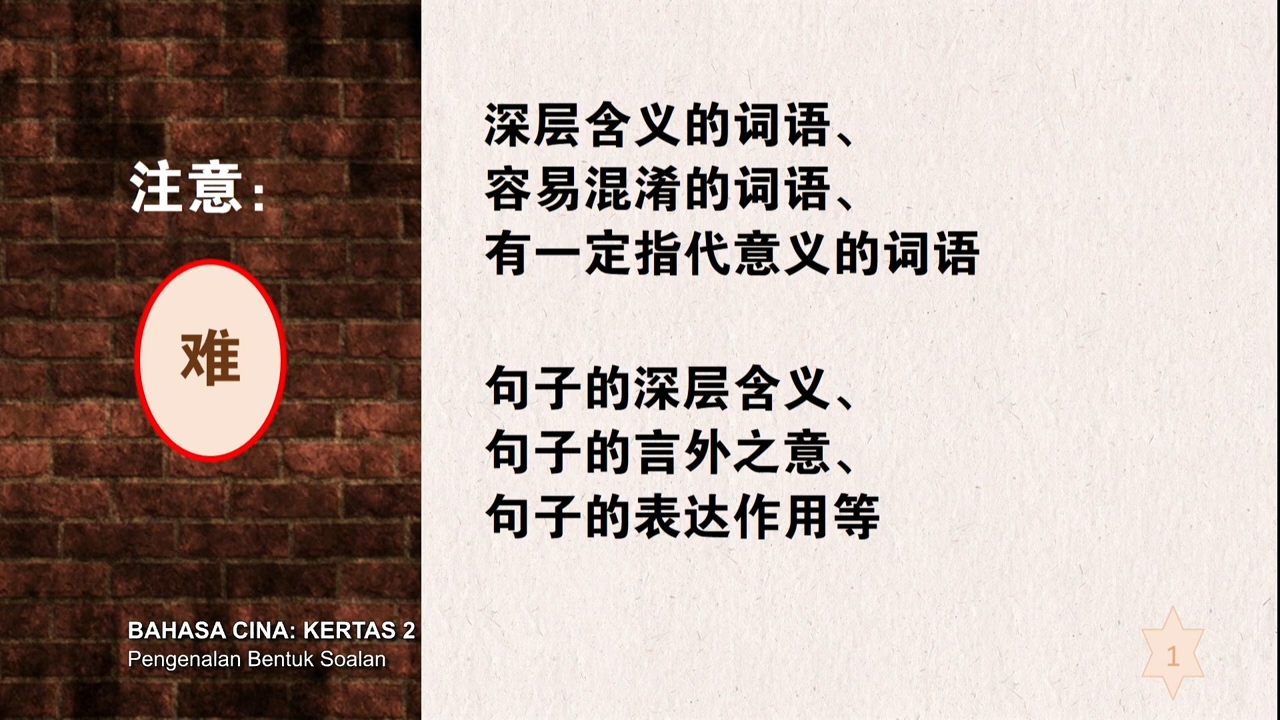 注意：
难
深层含义的词语、
容易混淆的词语、
有一定指代意义的词语
句子的深层含义、
句子的言外之意、
句子的表达作用等
BAHASA CINA: KERTAS 2
Pengenalan Bentuk Soalan
1